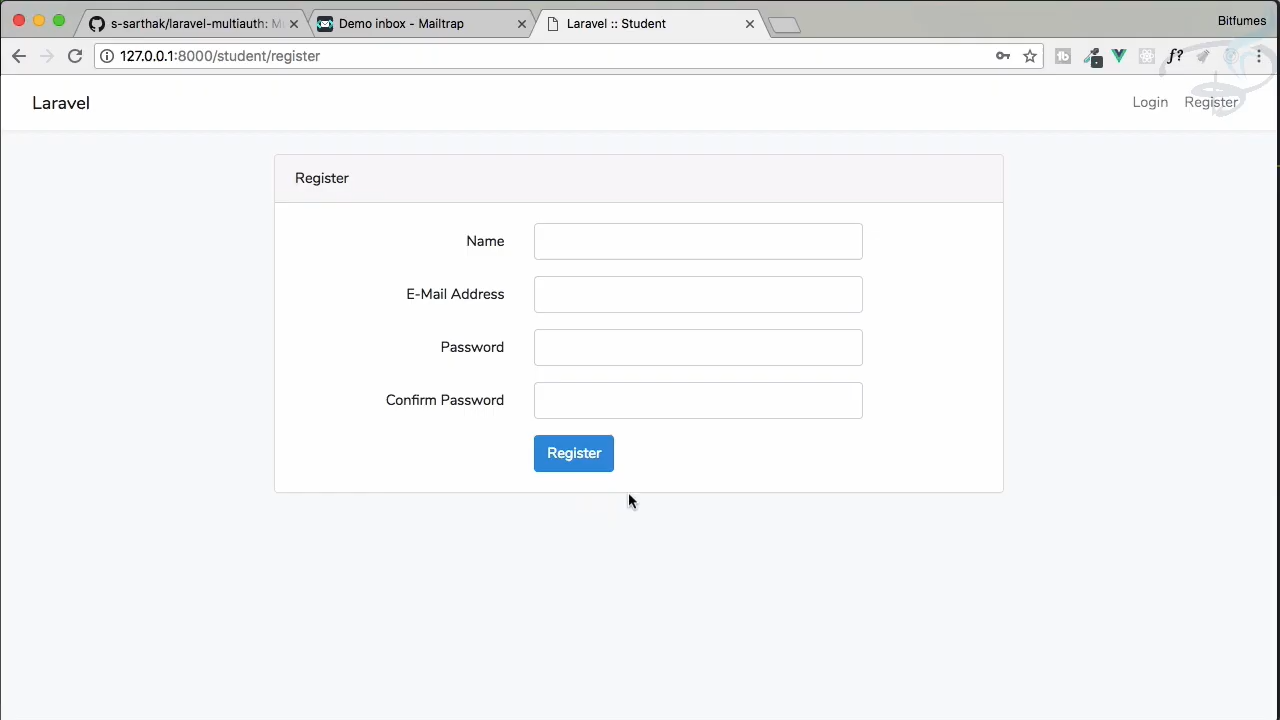 s-sarthak/laravel-multiauth: M
Demo inbox - Mailtrap
Laravel :: Student
Bitfumes
127.0.0.1:8000/student/register
tb
f?
Laravel
Login
Register
Register
Name
E-Mail Address
Password
Confirm Password
Register